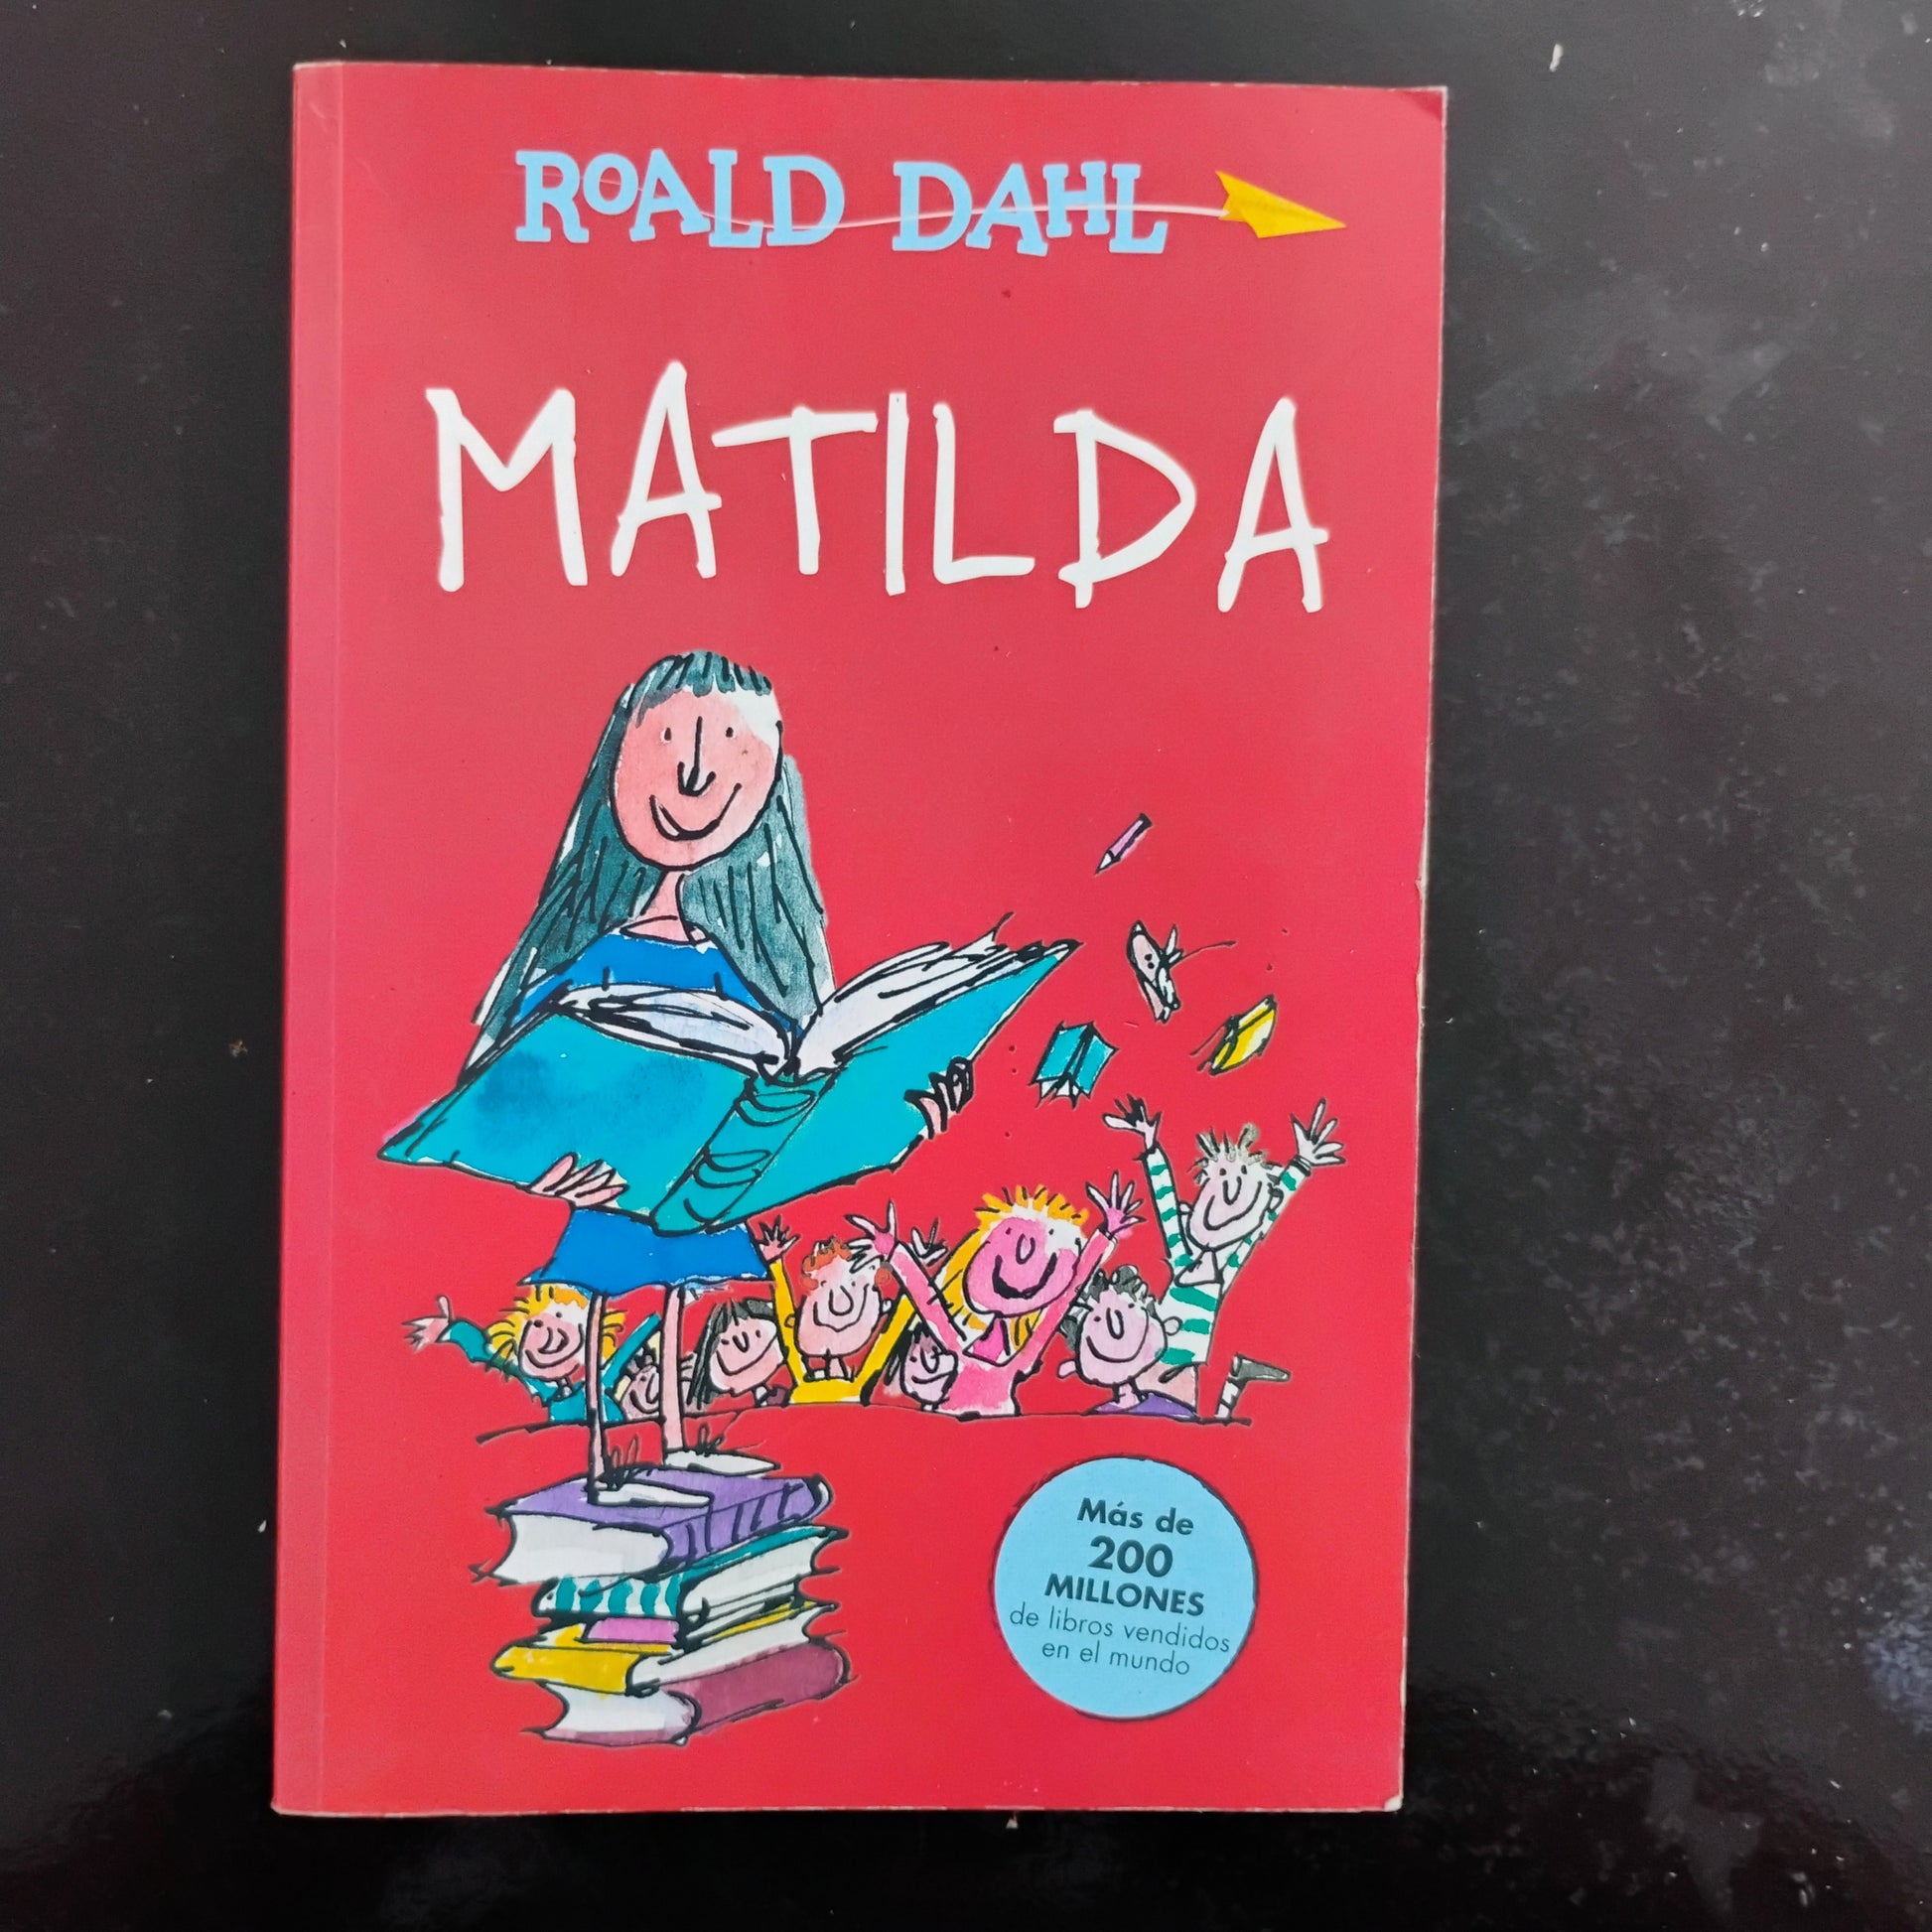 ROALD DAHL
MATILDA
Más de
200
MILLONES
de libros vendidos
en el mundo